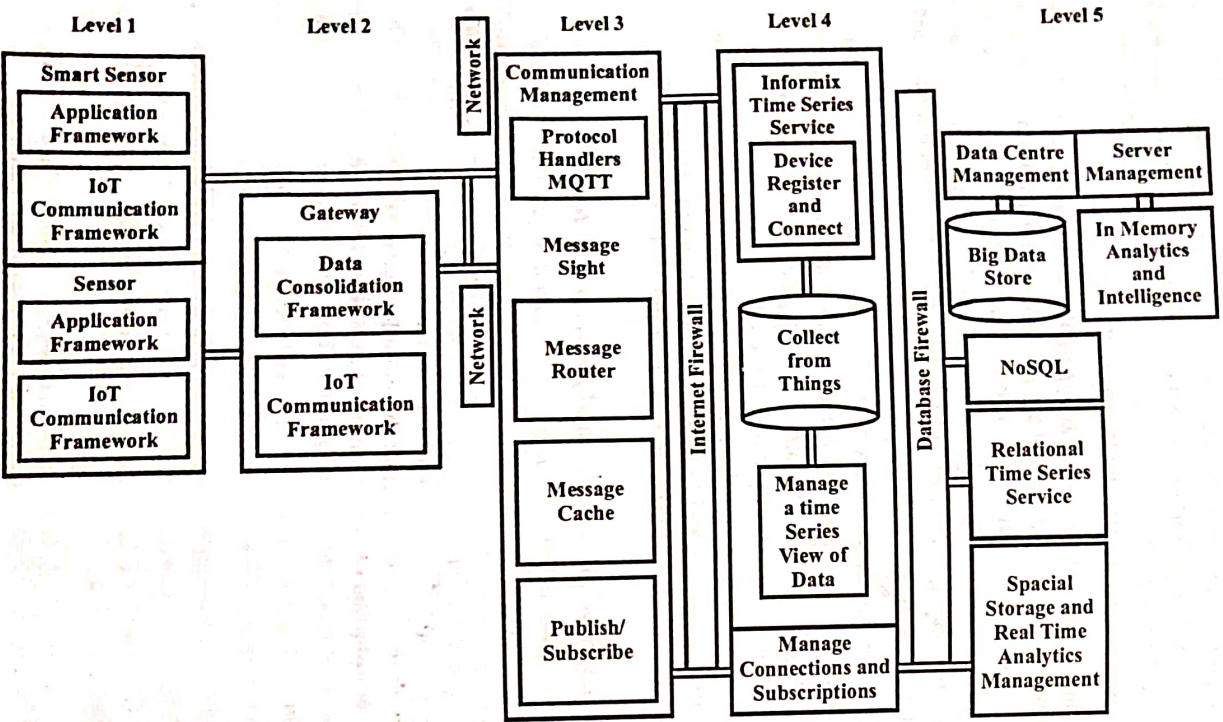 Level 1
Level 2
Level 3
Level 4
Level 5
Smart Sensor
Application
Framework
IoT
Communication
Framework
Sensor
Application
Framework
IoT
Communication
Framework
Gateway
Data
Consolidation
Framework
IoT
Communication
Framework
Network
Network
Communication
Management
Protocol
Handlers
MQTT
Message
Sight
Message
Router
Message
Cache
Publish/
Subscribe
Internet Firewall
Informix
Time Series
Service
Device
Register
and
Connect
Collect
from
Things
Manage
a time
Series
View of
Data
Manage
Connections and
Subscriptions
Database Firewall
Data Centre
Management
Server
Management
Big Data
Store
In Memory
Analytics
and
Intelligence
NoSQL
Relational
Time Series
Service
Spacial
Storage and
Real Time
Analytics
Management